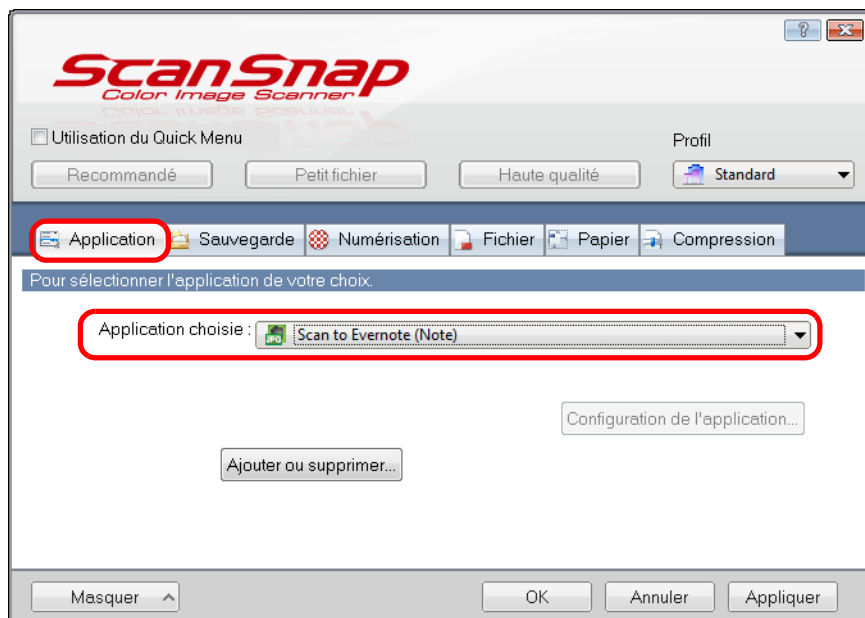 ScanSnap
Color Image Scanner
Utilisation du Quick Menu
Profil
Recommandé Petit fichier Haute qualité Standard
Application Sauvegarde Numérisation Fichier Papier Compression
Pour sélectionner l'application de votre choix.
Application choisie : JPG Scan to Evernote (Note)
Configuration de l'application...
Ajouter ou supprimer...
Masquer OK Annuler Appliquer